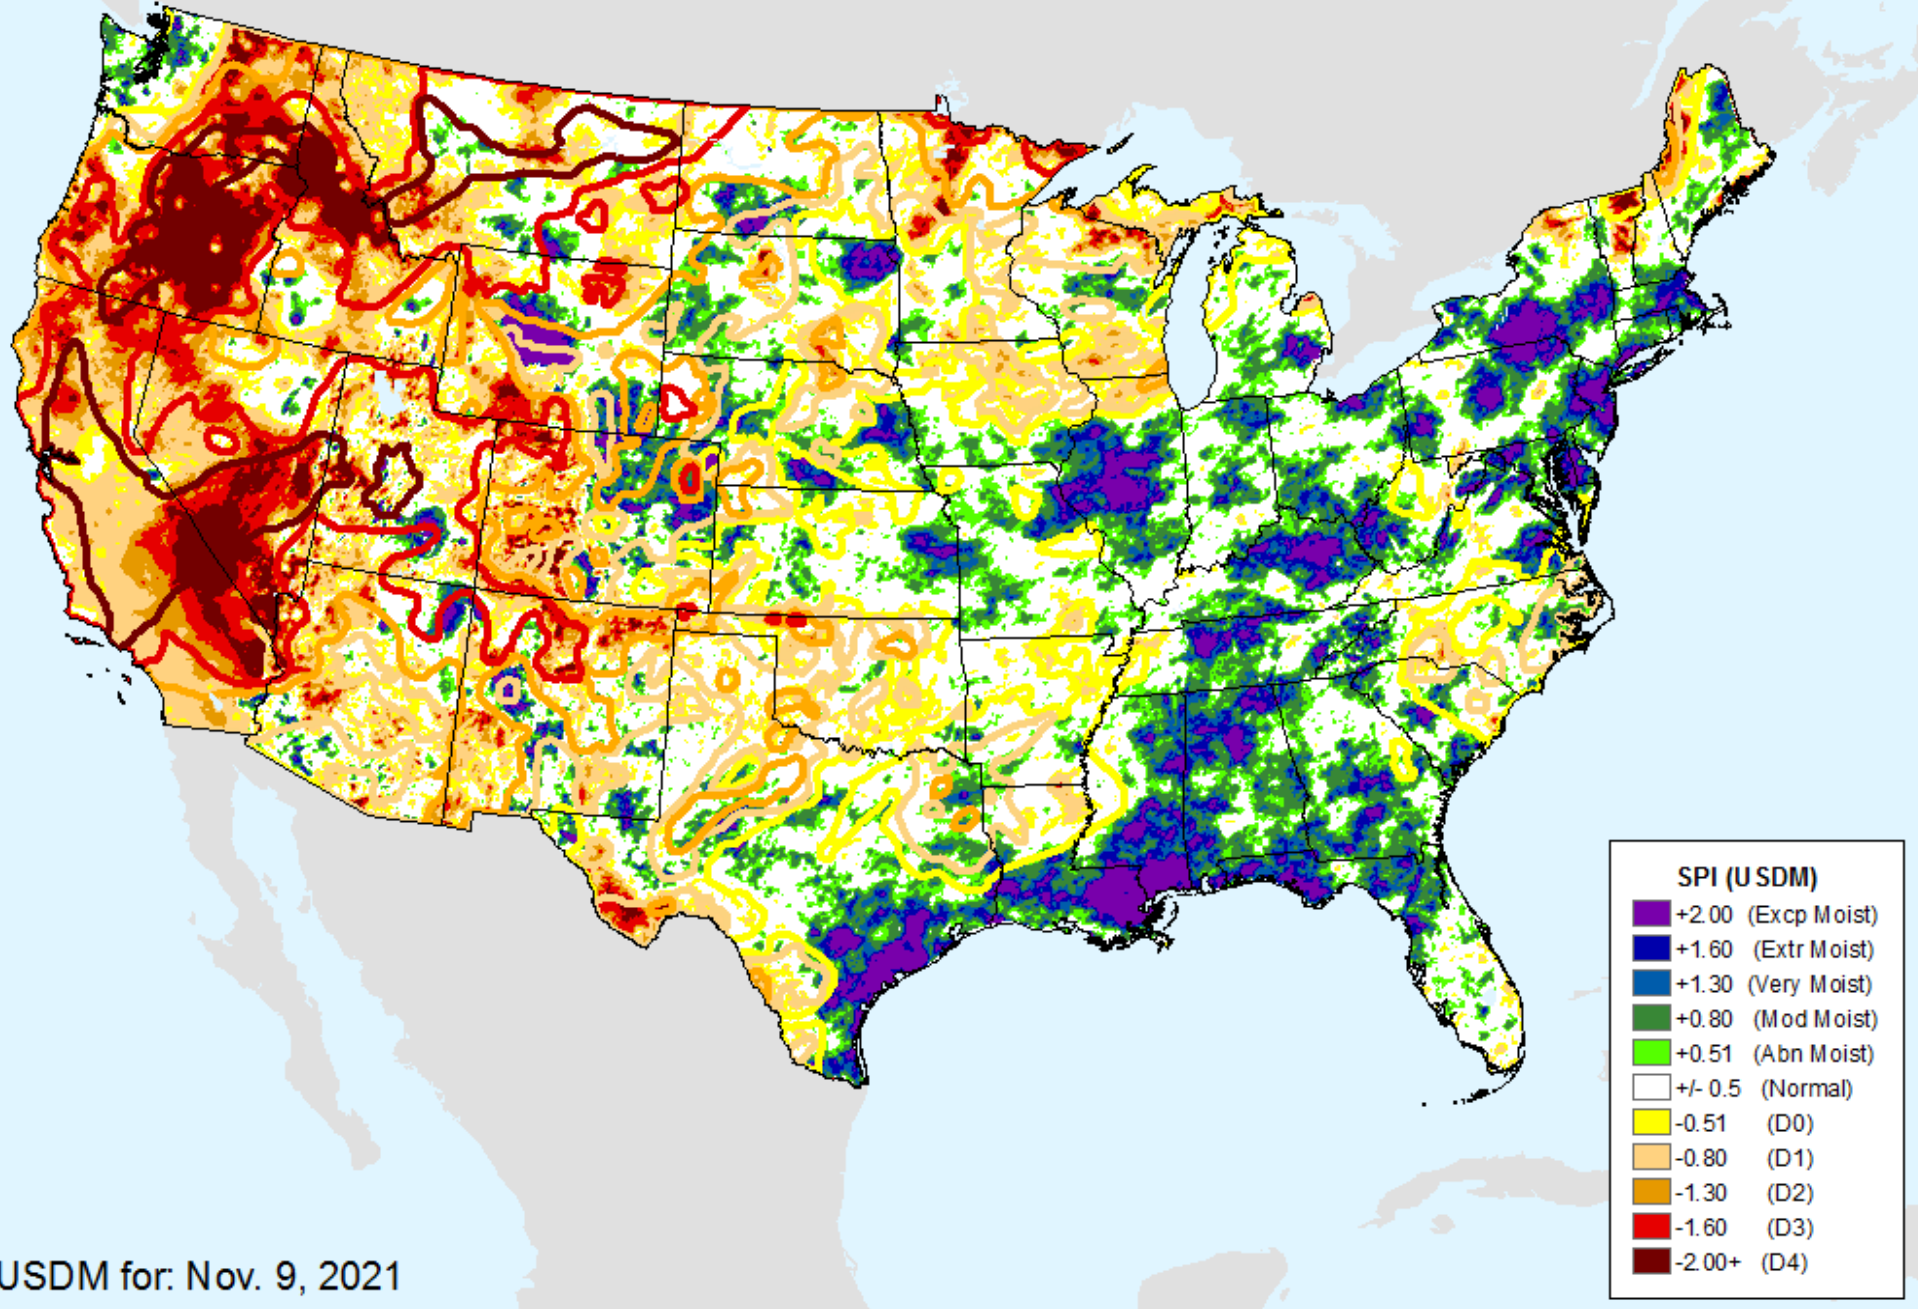 SPI (USDM)
+2.00 (Excp Moist)
+1.60 (Extr Moist)
+1.30 (Very Moist)
+0.80 (Mod Moist)
+0.51 (Abn Moist)
+/- 0.5 (Normal)
-0.51 (D0)
-0.80 (D1)
-1.30 (D2)
-1.60 (D3)
-2.00+ (D4)
USDM for: Nov. 9, 2021